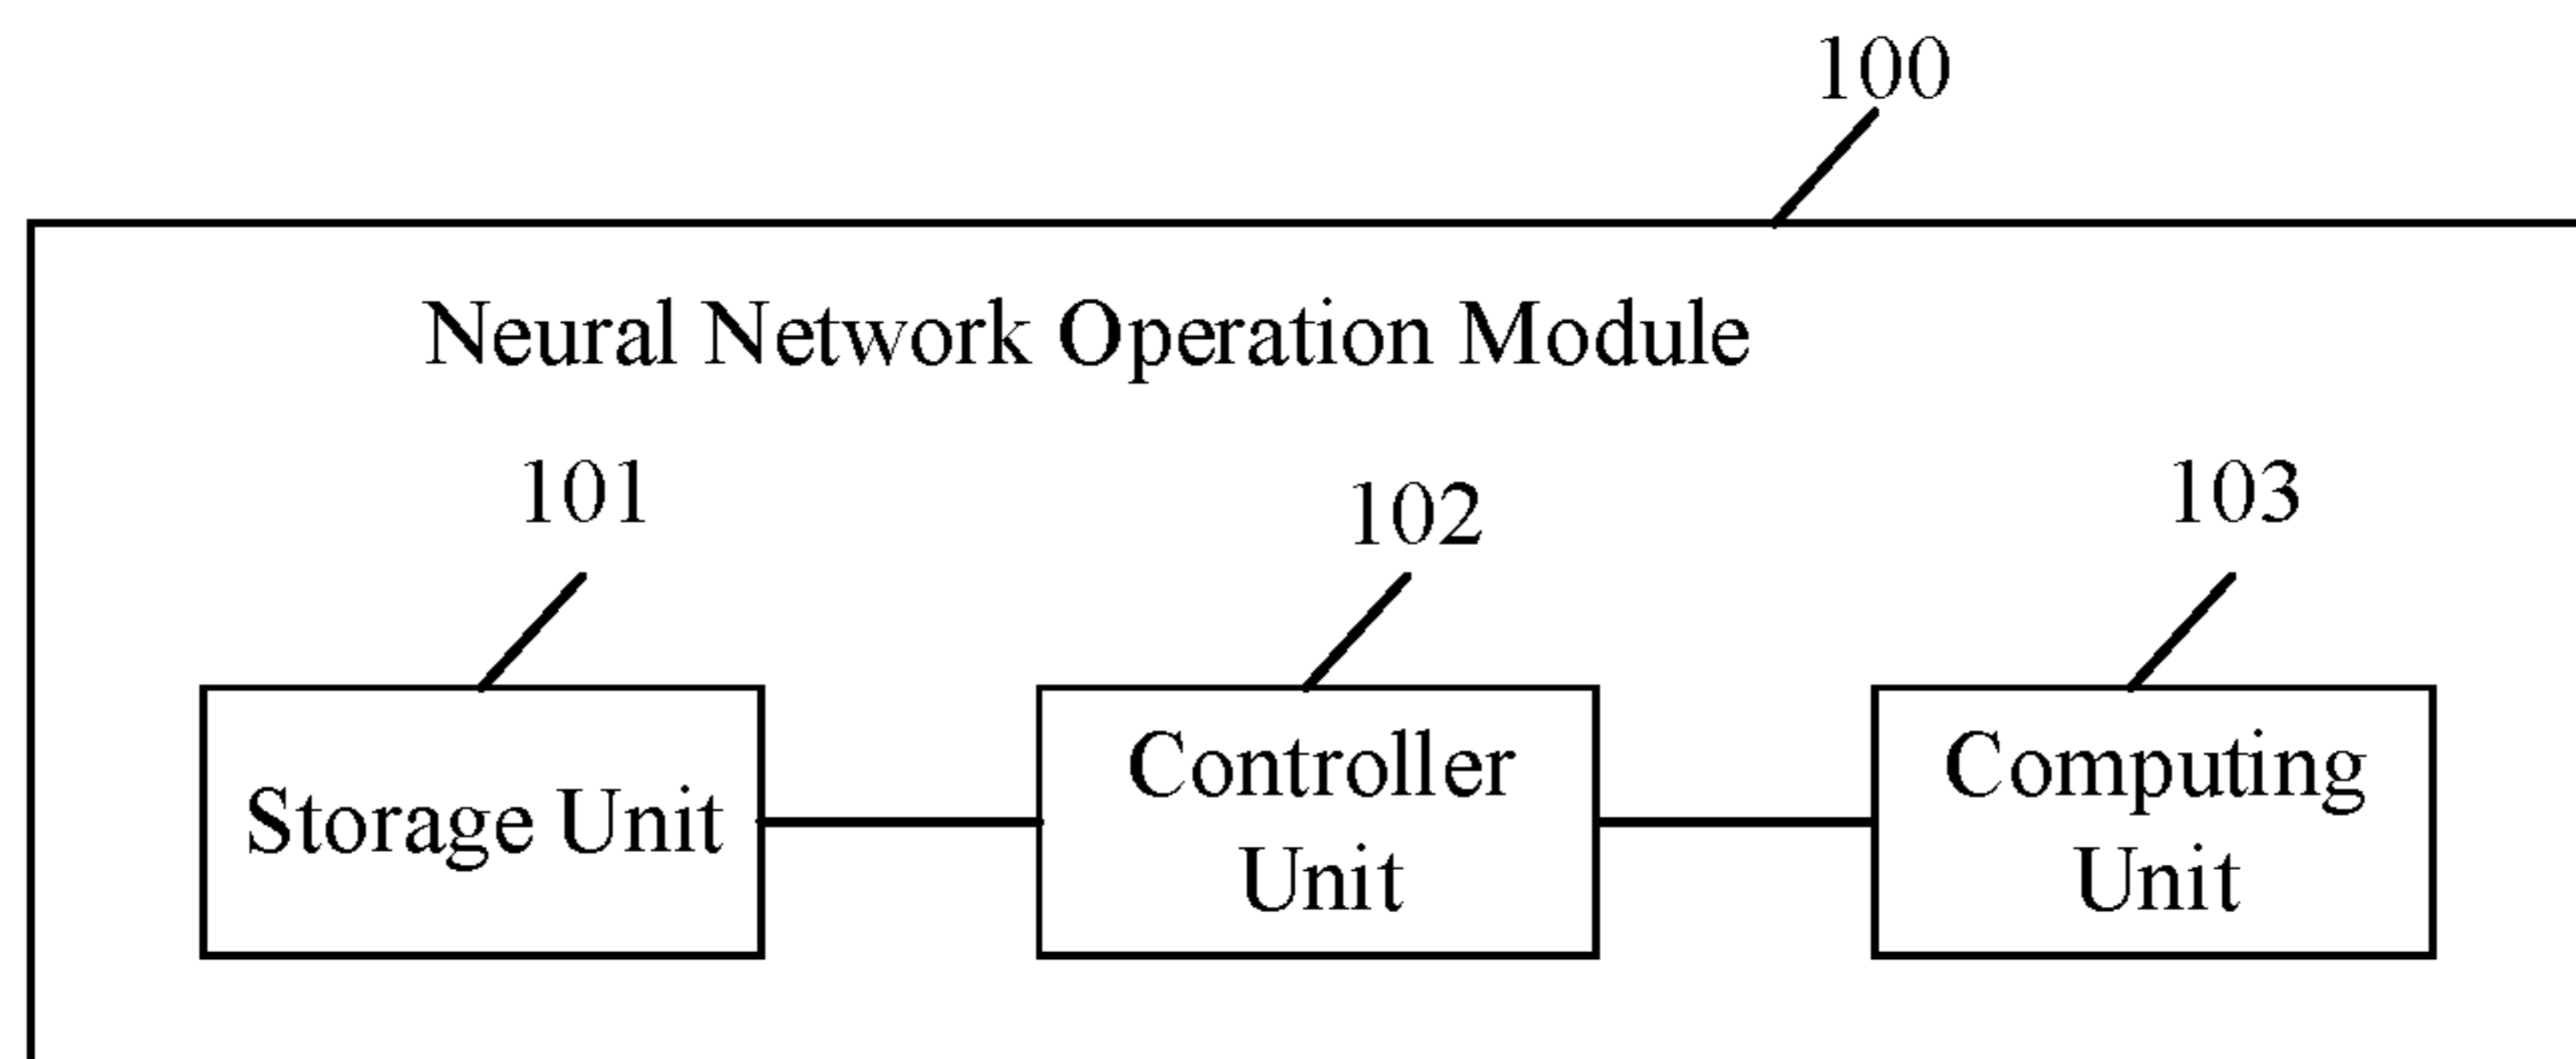 100
Neural Network Operation Module
101
102
103
Storage Unit
Controller
Unit
Computing
Unit